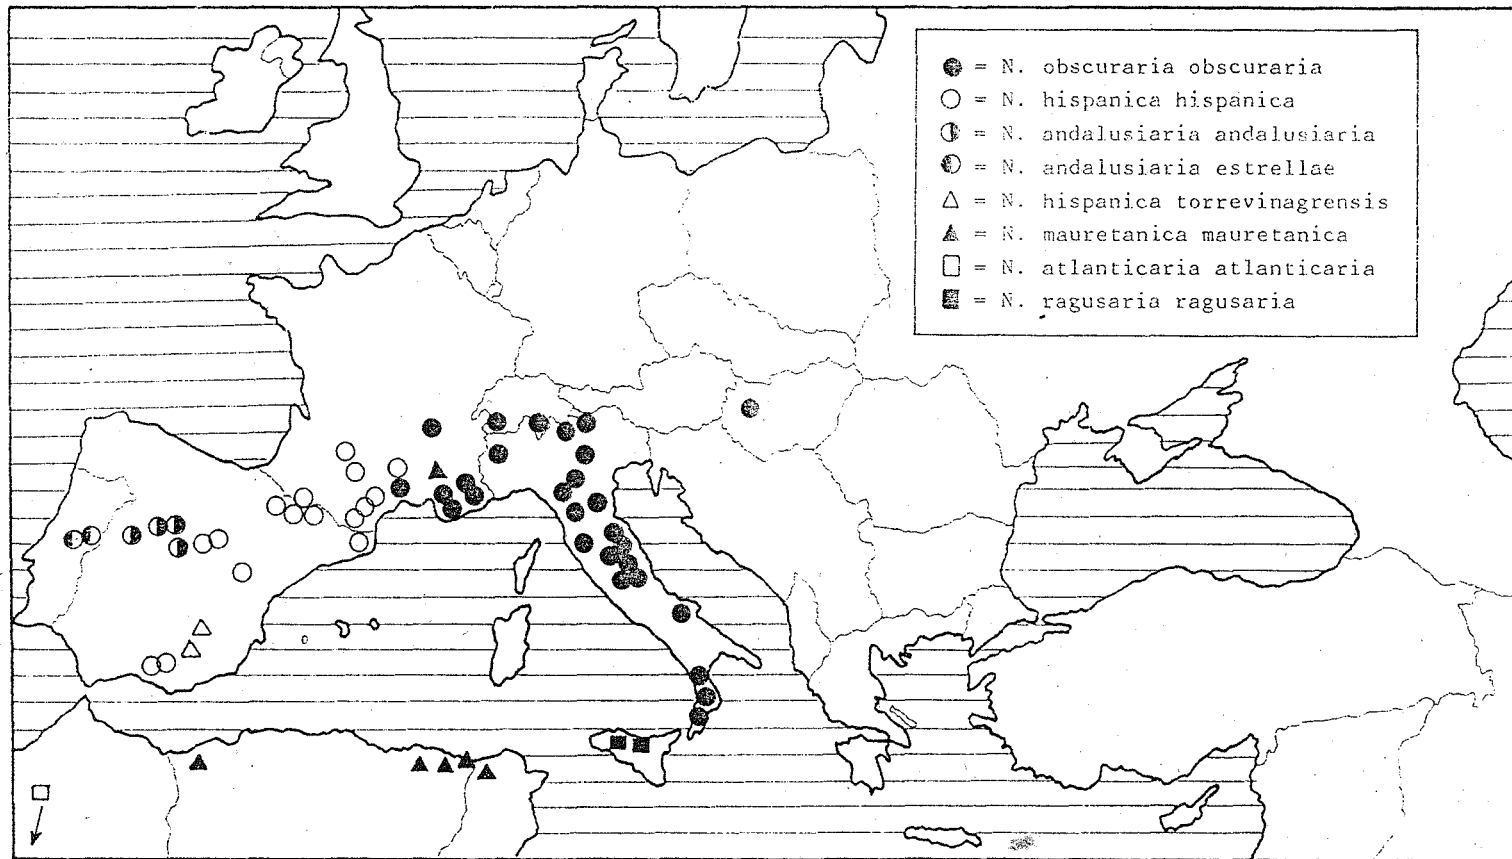 ● = N. obscuraria obscuraria
○ = N. hispanica hispanica
◑ = N. andalusiaria andalusiaria
◐ = N. andalusiaria estrellae
△ = N. hispanica torrevinagrensis
▲ = N. mauretanica mauretanica
□ = N. atlanticaria atlanticaria
■ = N. ragusaria ragusaria